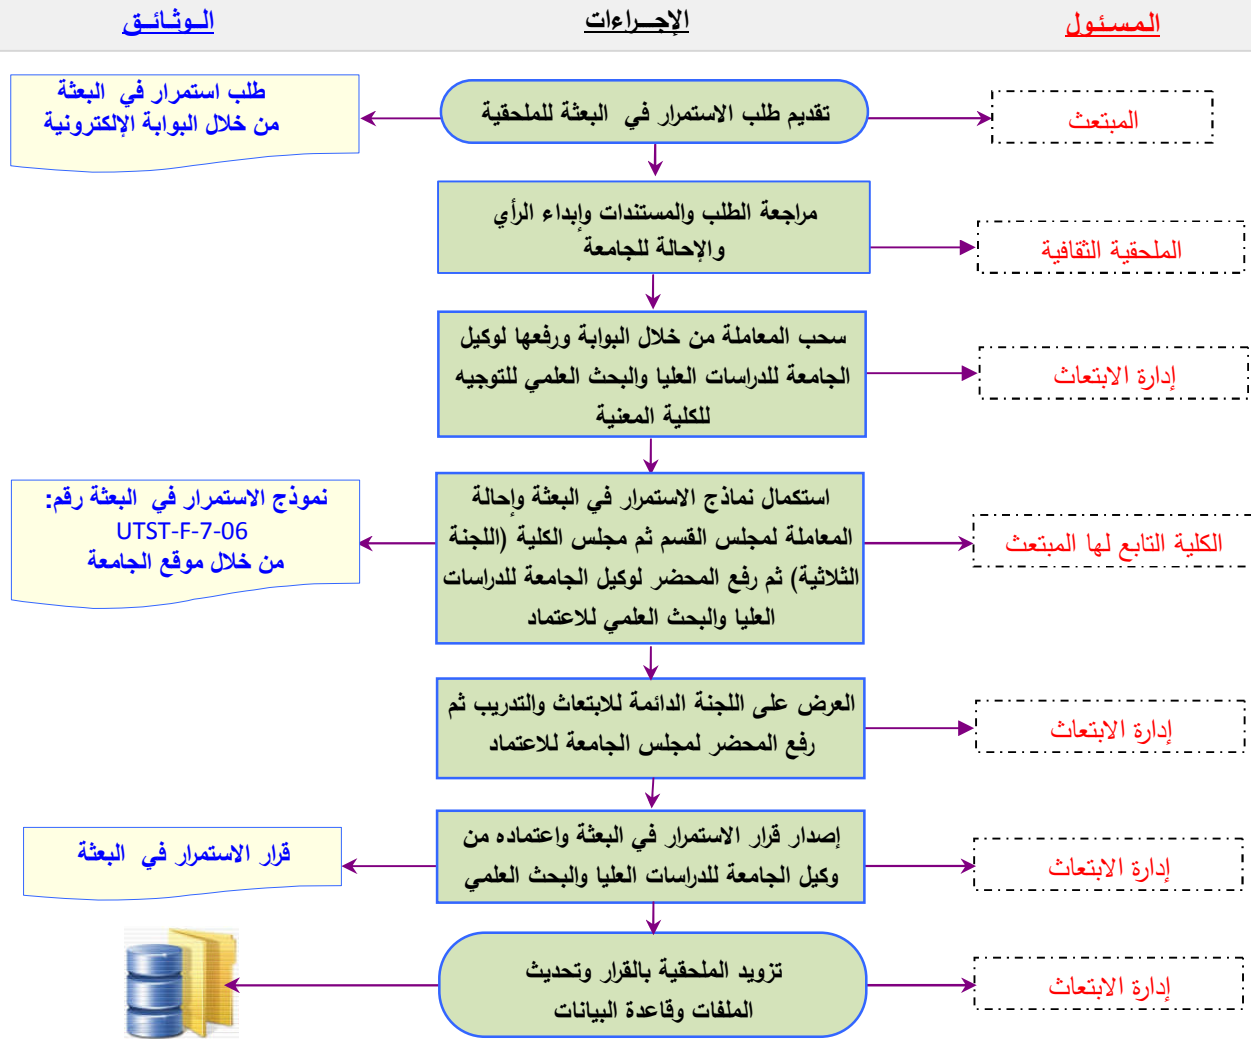 المسئول
الإجراءات
الوثائق
المبتعث
تقديم طلب الاستمرار في البعثة للملحقية
طلب استمرار في البعثة
من خلال البوابة الإلكترونية
الملحقية الثقافية
مراجعة الطلب والمستندات وإبداء الرأي
والإحالة للجامعة
إدارة الابتعاث
سحب المعاملة من خلال البوابة ورفعها لوكيل
الجامعة للدراسات العليا والبحث العلمي للتوجيه
للكلية المعنية
الكلية التابع لها المبتعث
استكمال نماذج الاستمرار في البعثة وإحالة
المعاملة لمجلس القسم ثم مجلس الكلية (اللجنة
الثلاثية) ثم رفع المحضر لوكيل الجامعة للدراسات
العليا والبحث العلمي للاعتماد
نموذج الاستمرار في البعثة رقم:
UTST-F-7-06
من خلال موقع الجامعة
إدارة الابتعاث
العرض على اللجنة الدائمة للابتعاث والتدريب ثم
رفع المحضر لمجلس الجامعة للاعتماد
إدارة الابتعاث
إصدار قرار الاستمرار في البعثة واعتماده من
وكيل الجامعة للدراسات العليا والبحث العلمي
قرار الاستمرار في البعثة
إدارة الابتعاث
تزويد الملحقية بالقرار وتحديث
الملفات وقاعدة البيانات